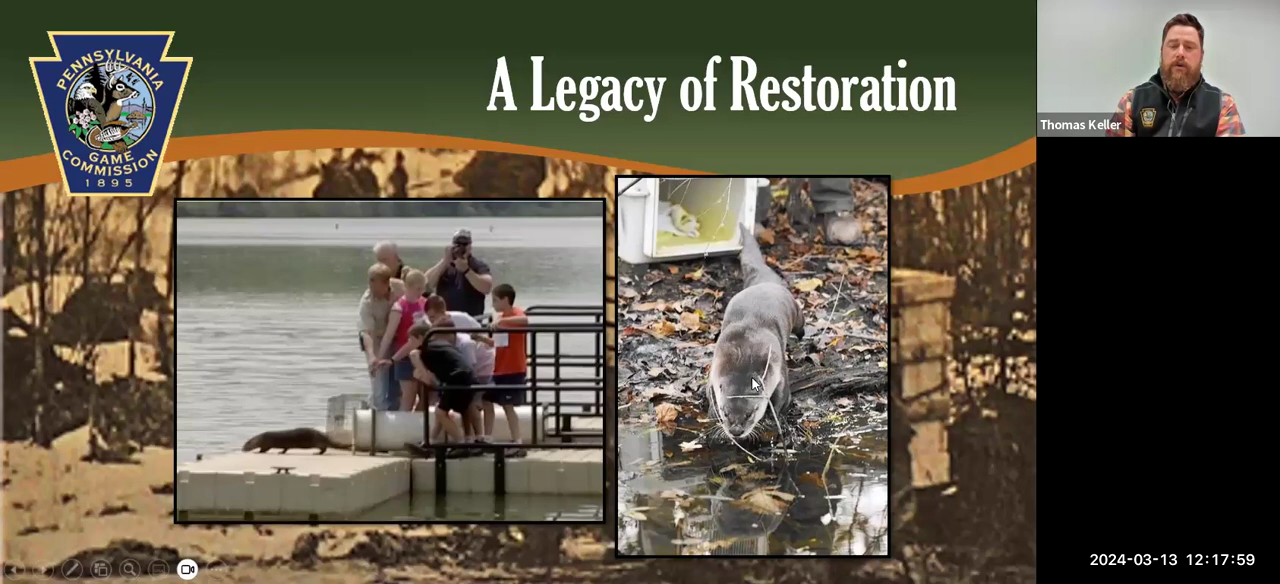 PENNSYLVANIA
GAME
COMMISSION
1895
A Legacy of Restoration
Thomas Keller
2024-03-13 12:17:59